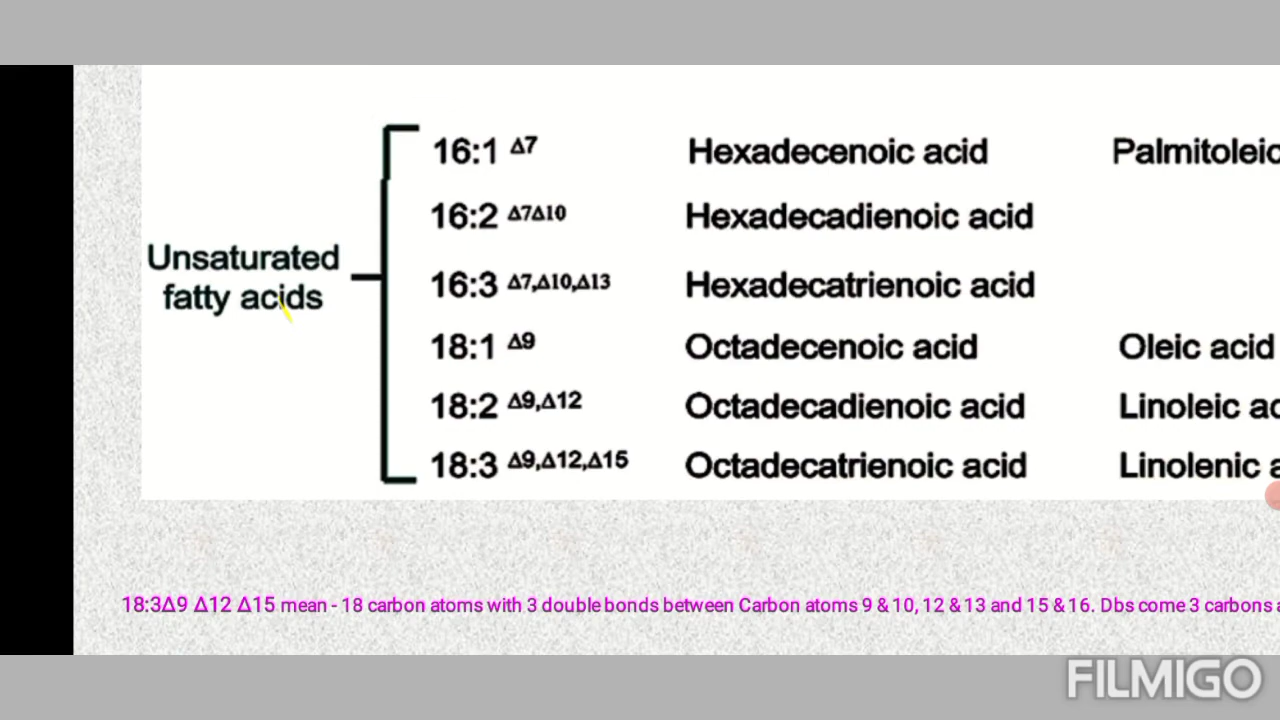 16:1 Δ7 Hexadecenoic acid Palmitoleic
16:2 Δ7Δ10 Hexadecadienoic acid
Unsaturated
fatty acids
16:3 Δ7,Δ10,Δ13 Hexadecatrienoic acid
18:1 Δ9 Octadecenoic acid Oleic acid
18:2 Δ9,Δ12 Octadecadienoic acid Linoleic
18:3 Δ9,Δ12,Δ15 Octadecatrienoic acid Linolenic
18:3Δ9 Δ12 Δ15 mean - 18 carbon atoms with 3 double bonds between Carbon atoms 9 & 10, 12 & 13 and 15 & 16. Dbs come 3 carbons
FILMIGO